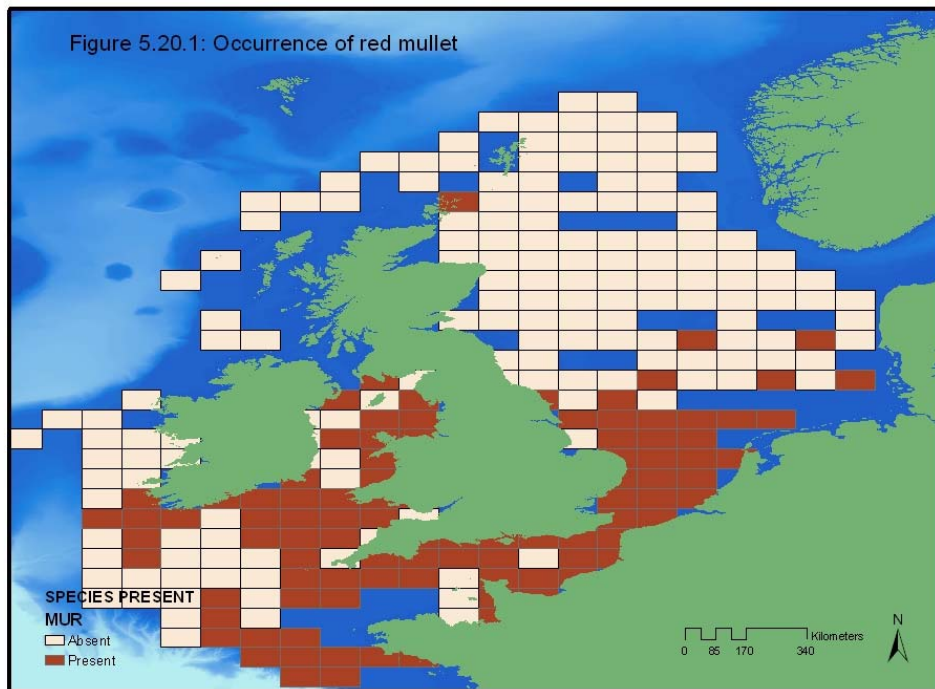 Figure 5.20.1: Occurrence of red mullet
SPECIES PRESENT
MUR
Absent
Present
N
Kilometers
0 85 170 340